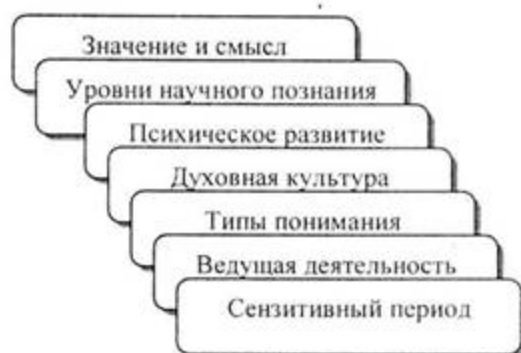 Значение и смысл
Уровни научного познания
Психическое развитие
Духовная культура
Типы понимания
Ведущая деятельность
Сензитивный период